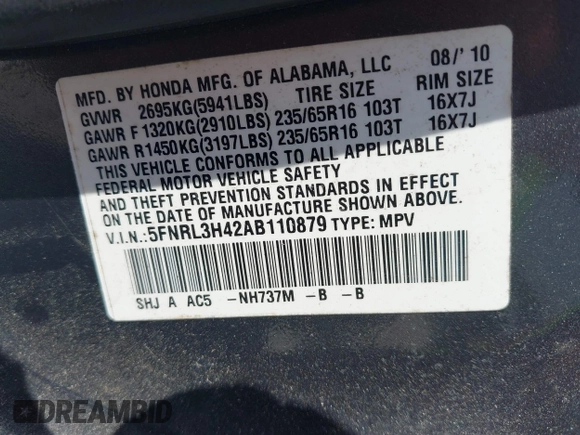 MFD. BY HONDA MFG. OF ALABAMA, LLC 08/' 10
GVWR 2695KG(5941LBS) TIRE SIZE RIM SIZE
GAWR F1320KG(2910LBS) 235/65R16 103T 16X7J
GAWR R1450KG(3197LBS) 235/65R16 103T 16X7J
THIS VEHICLE CONFORMS TO ALL APPLICABLE
FEDERAL MOTOR VEHICLE SAFETY
AND THEFT PREVENTION STANDARDS IN EFFECT
ON THE DATE OF MANUFACTURE SHOWN ABOVE.
V.I.N.:5FNRL3H42AB110879 TYPE: MPV
SHJ A AC5 -NH737M -B -B
DREAMBID